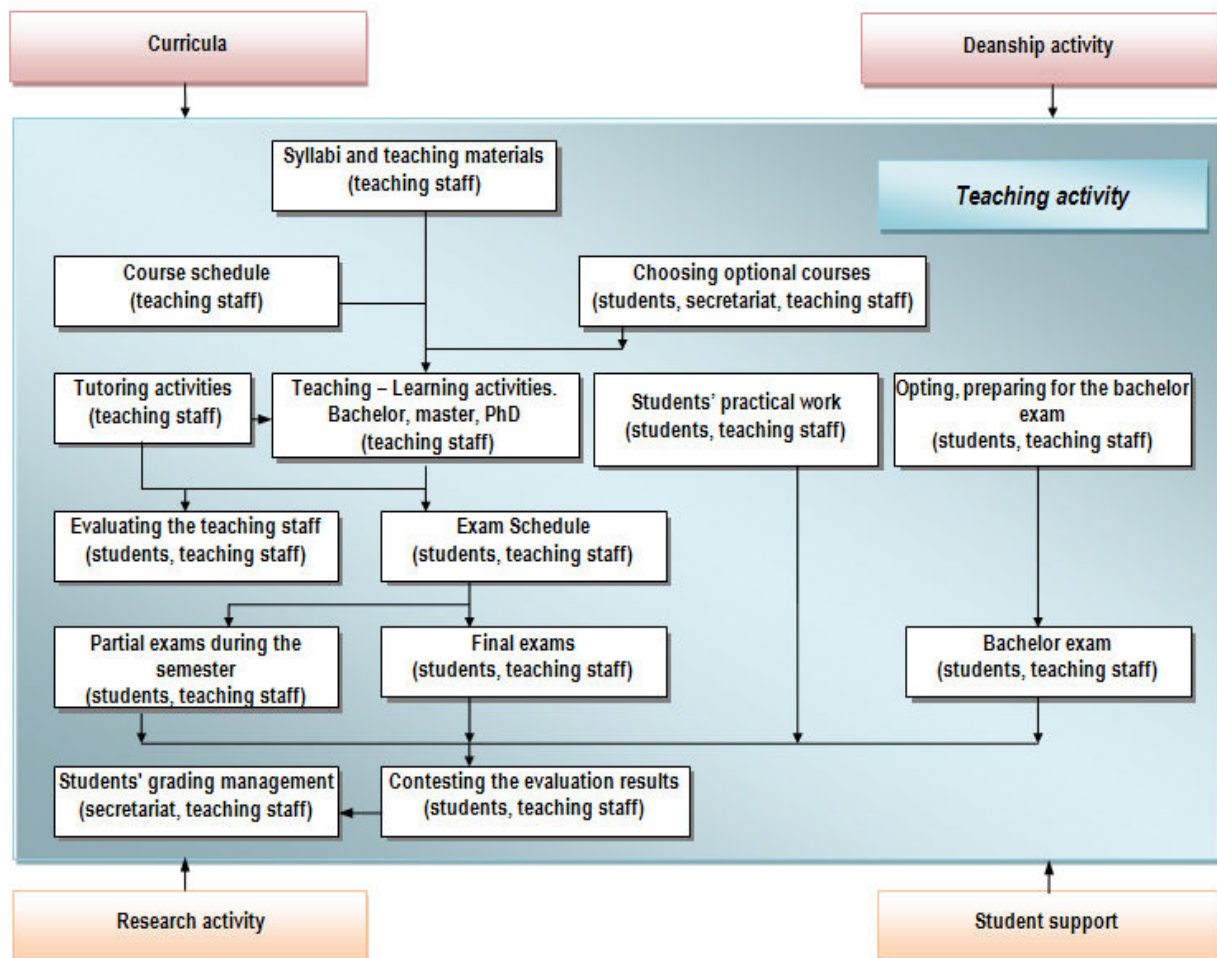 Curricula
Deanship activity
Syllabi and teaching materials
(teaching staff)
Teaching activity
Course schedule
(teaching staff)
Choosing optional courses
(students, secretariat, teaching staff)
Tutoring activities
(teaching staff)
Teaching – Learning activities.
Bachelor, master, PhD
(teaching staff)
Students' practical work
(students, teaching staff)
Opting, preparing for the bachelor
exam
(students, teaching staff)
Evaluating the teaching staff
(students, teaching staff)
Exam Schedule
(students, teaching staff)
Partial exams during the
semester
(students, teaching staff)
Final exams
(students, teaching staff)
Bachelor exam
(students, teaching staff)
Students' grading management
(secretariat, teaching staff)
Contesting the evaluation results
(students, teaching staff)
Research activity
Student support